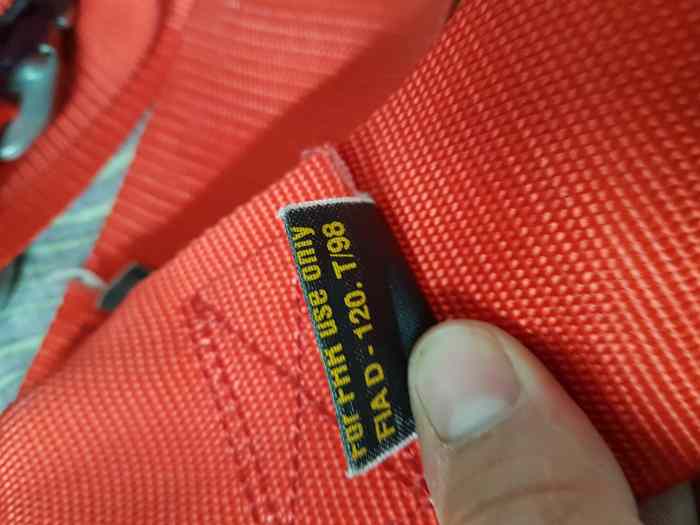 For FHR use only
FIA D - 120. T/98